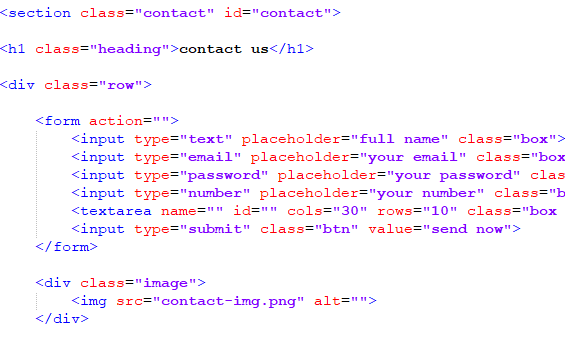 <section class="contact" id="contact">
<h1 class="heading">contact us</h1>
<div class="row">
<form action="">
<input type="text" placeholder="full name" class="box">
<input type="email" placeholder="your email" class="box
<input type="password" placeholder="your password" clas
<input type="number" placeholder="your number" class="b
<textarea name="" id="" cols="30" rows="10" class="box
<input type="submit" class="btn" value="send now">
</form>
<div class="image">
<img src="contact-img.png" alt="">
</div>